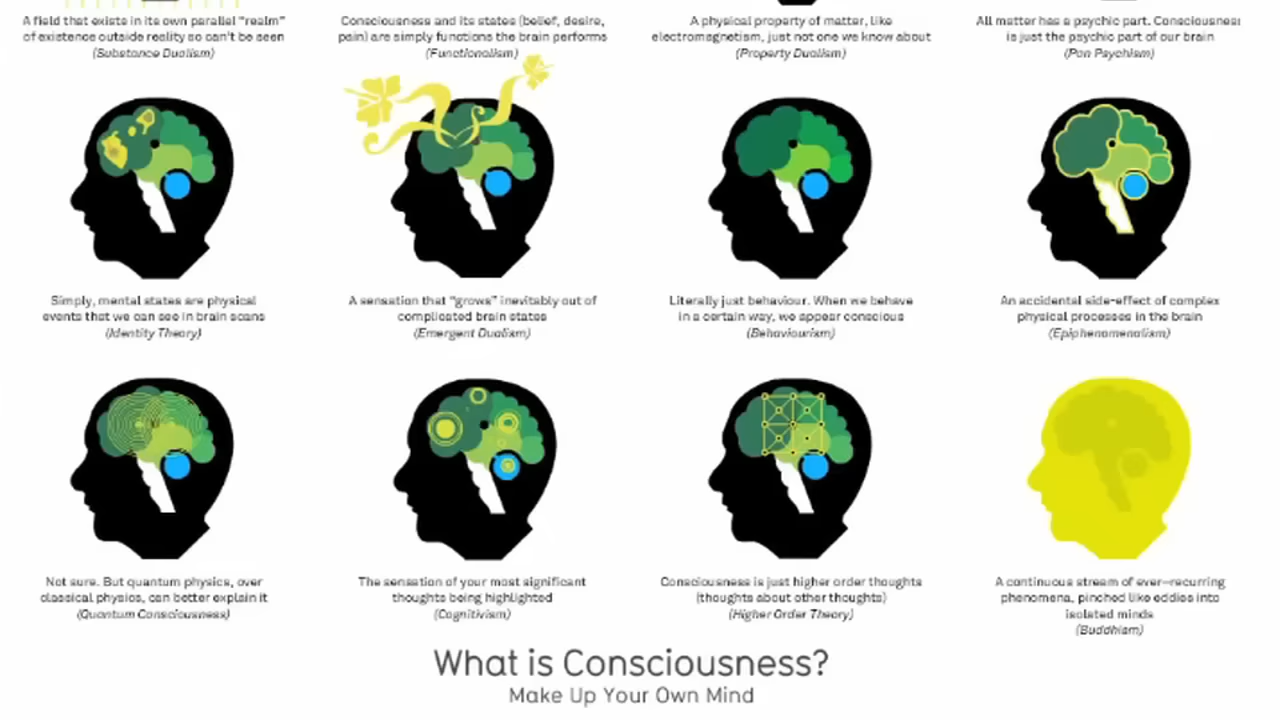 A field that exists in its own parallel "realm"
of existence outside reality so can't be seen
(Substance Dualism)
Consciousness and its states (belief, desire,
pain) are simply functions the brain performs
(Functionalism)
A physical property of matter, like
electromagnetism, just not one we know about
(Property Dualism)
All matter has a psychic part. Consciousness
is just the psychic part of our brain
(Pan Psychism)
Simply, mental states are physical
events that we can see in brain scans
(Identity Theory)
A sensation that "grows" inevitably out of
complicated brain states
(Emergent Dualism)
Literally just behaviour. When we behave
in a certain way, we appear conscious
(Behaviourism)
An accidental side-effect of complex
physical processes in the brain
(Epiphenomenalism)
Not sure. But quantum physics, over
classical physics, can better explain it
(Quantum Consciousness)
The sensation of your most significant
thoughts being highlighted
(Cognitivism)
Consciousness is just higher order thoughts
(thoughts about other thoughts)
(Higher Order Theory)
A continuous stream of ever-recurring
phenomena, pinched like eddies into
isolated minds
(Buddhism)
What is Consciousness?
Make Up Your Own Mind